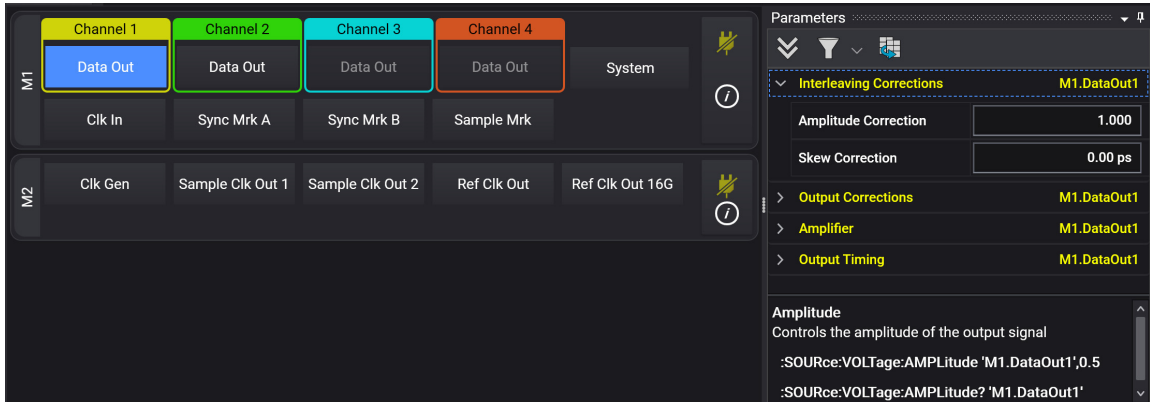 Channel 1 Channel 2 Channel 3 Channel 4
M1
Data Out Data Out Data Out Data Out System
Clk In Sync Mrk A Sync Mrk B Sample Mrk
M2
Clk Gen Sample Clk Out 1 Sample Clk Out 2 Ref Clk Out Ref Clk Out 16G
Parameters
Interleaving Corrections M1.DataOut1
Amplitude Correction 1.000
Skew Correction 0.00 ps
Output Corrections M1.DataOut1
Amplifier M1.DataOut1
Output Timing M1.DataOut1
Amplitude
Controls the amplitude of the output signal
:SOURce:VOLTage:AMPLitude 'M1.DataOut1',0.5
:SOURce:VOLTage:AMPLitude? 'M1.DataOut1'